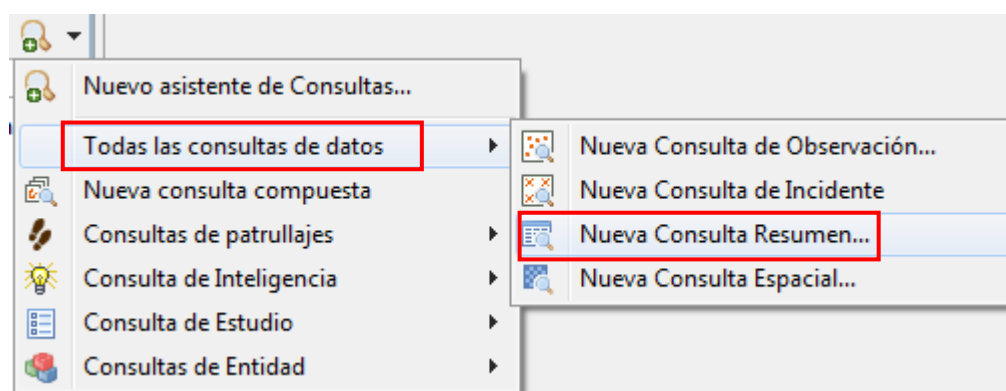 Nuevo asistente de Consultas...
Todas las consultas de datos
Nueva consulta compuesta
Consultas de patrullajes
Consulta de Inteligencia
Consulta de Estudio
Consultas de Entidad
Nueva Consulta de Observación...
Nueva Consulta de Incidente
Nueva Consulta Resumen...
Nueva Consulta Espacial...